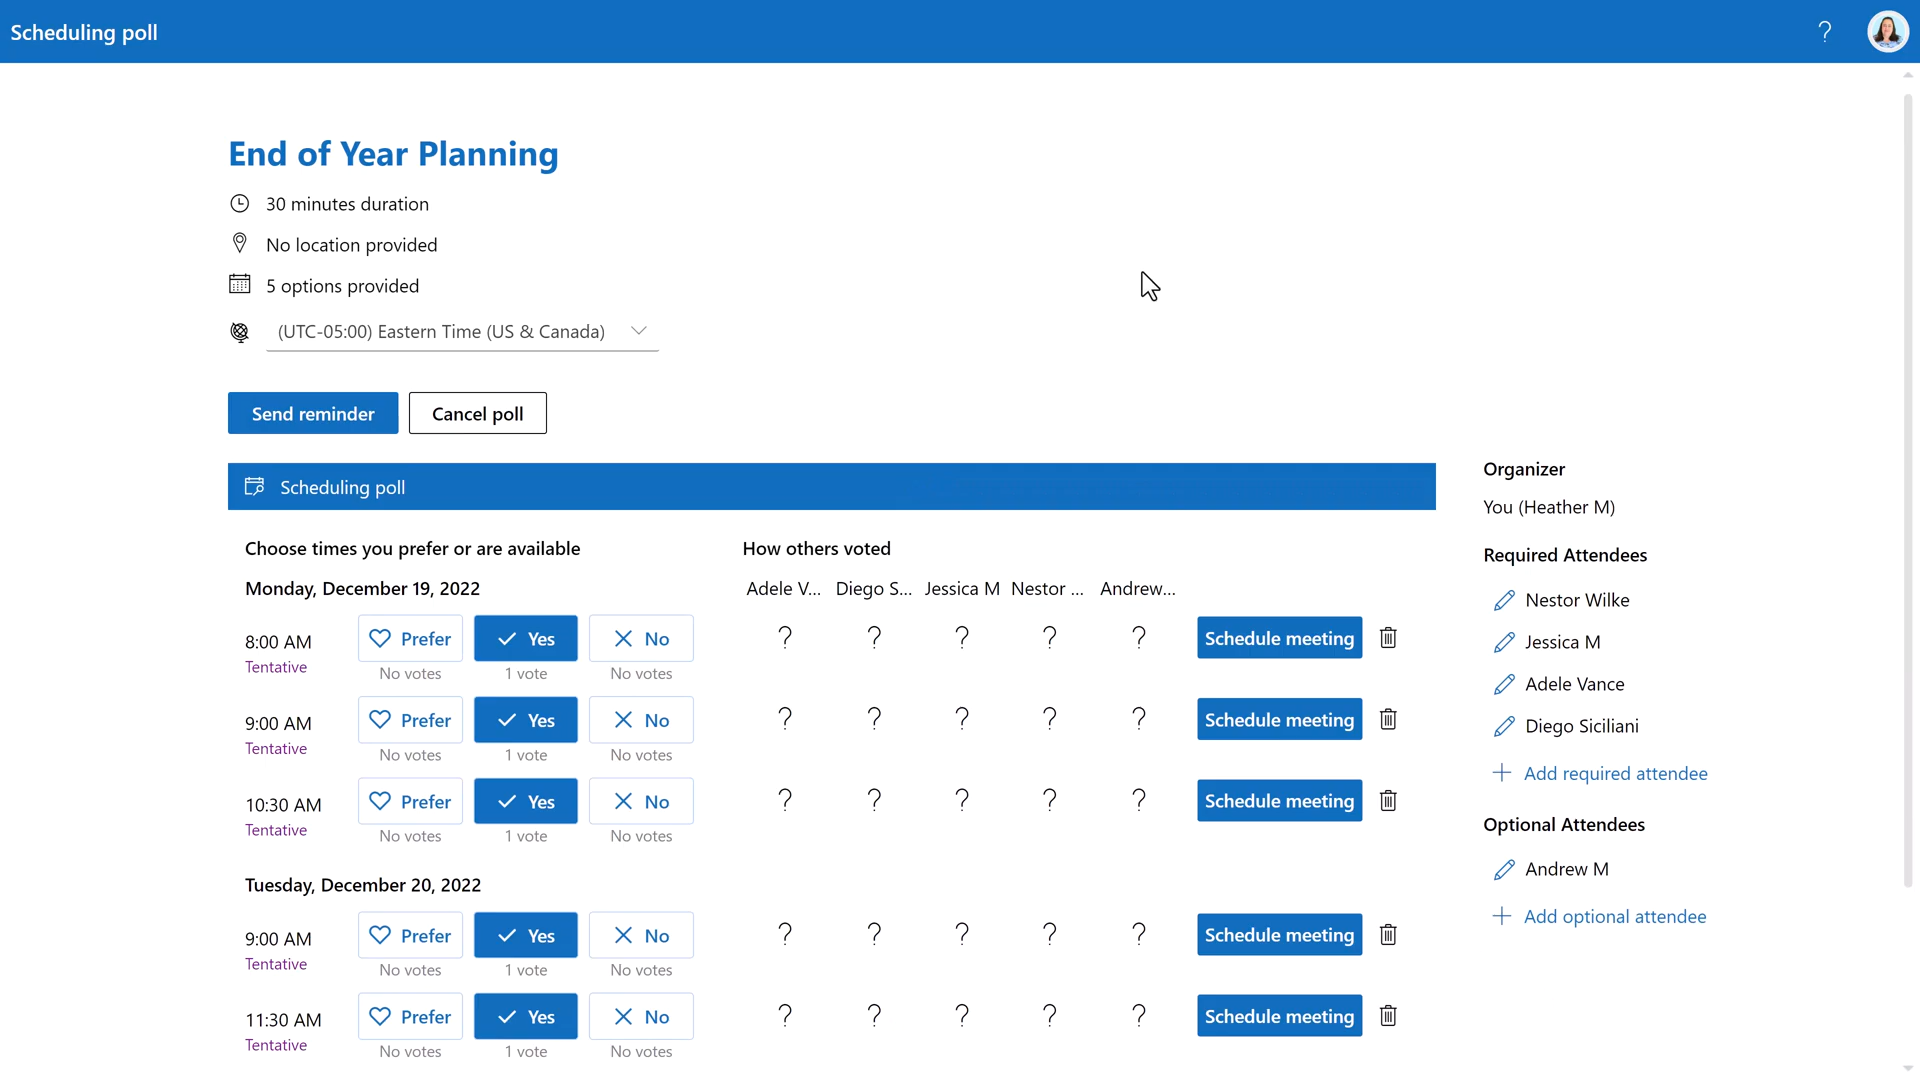 Scheduling poll
End of Year Planning
30 minutes duration
No location provided
5 options provided
(UTC-05:00) Eastern Time (US & Canada)
Send reminder Cancel poll
Scheduling poll
Choose times you prefer or are available How others voted
Monday, December 19, 2022 Adele V... Diego S... Jessica M Nestor ... Andrew...
8:00 AM Prefer Yes No ? ? ? ? ? Schedule meeting
Tentative No votes 1 vote No votes
9:00 AM Prefer Yes No ? ? ? ? ? Schedule meeting
Tentative No votes 1 vote No votes
10:30 AM Prefer Yes No ? ? ? ? ? Schedule meeting
Tentative No votes 1 vote No votes
Tuesday, December 20, 2022
9:00 AM Prefer Yes No ? ? ? ? ? Schedule meeting
Tentative No votes 1 vote No votes
11:30 AM Prefer Yes No ? ? ? ? ? Schedule meeting
Tentative No votes 1 vote No votes
Organizer
You (Heather M)
Required Attendees
Nestor Wilke
Jessica M
Adele Vance
Diego Siciliani
Add required attendee
Optional Attendees
Andrew M
Add optional attendee